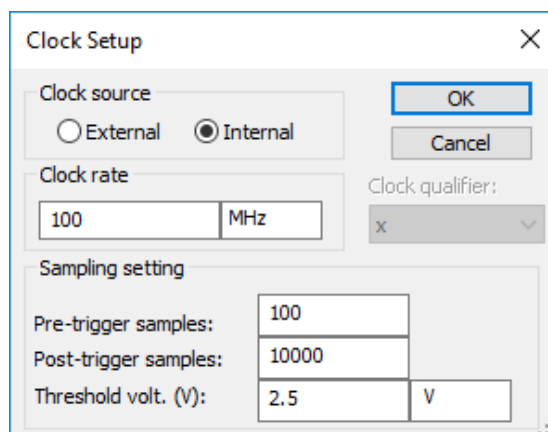 Clock Setup
Clock source
External Internal
OK
Cancel
Clock rate
100 MHz
Clock qualifier:
x
Sampling setting
Pre-trigger samples: 100
Post-trigger samples: 10000
Threshold volt. (V): 2.5 V